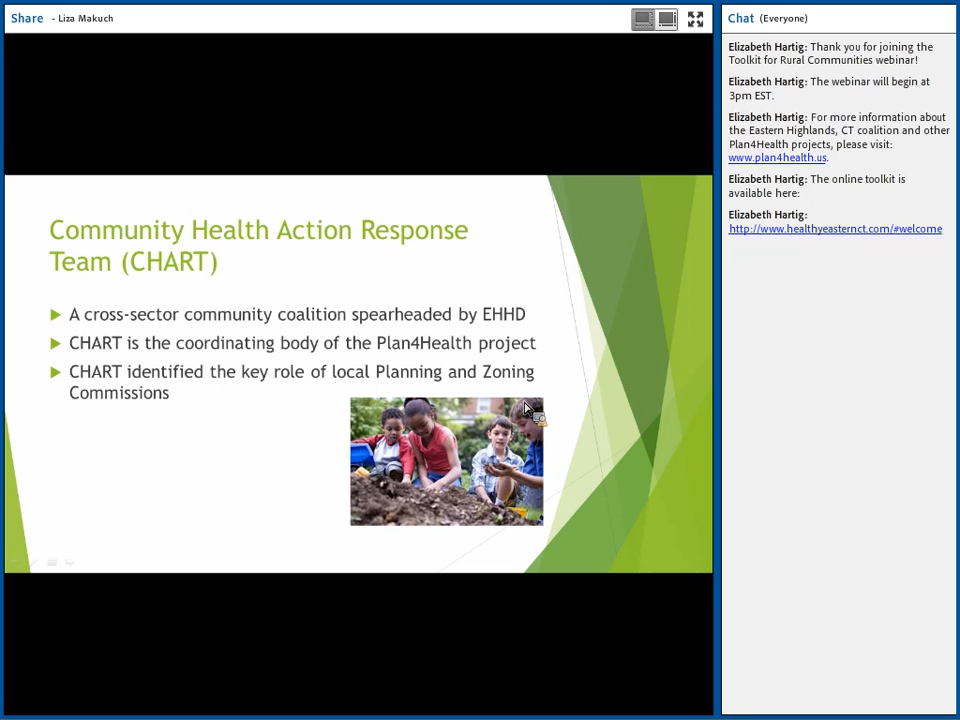 Share - Liza Makuch
Community Health Action Response
Team (CHART)
A cross-sector community coalition spearheaded by EHHD
CHART is the coordinating body of the Plan4Health project
CHART identified the key role of local Planning and Zoning
Commissions
Chat (Everyone)
Elizabeth Hartig: Thank you for joining the
Toolkit for Rural Communities webinar!
Elizabeth Hartig: The webinar will begin at
3pm EST.
Elizabeth Hartig: For more information about
the Eastern Highlands, CT coalition and other
Plan4Health projects, please visit:
www.plan4health.us.
Elizabeth Hartig: The online toolkit is
available here:
Elizabeth Hartig:
http://www.healthyeasternct.com/#welcome